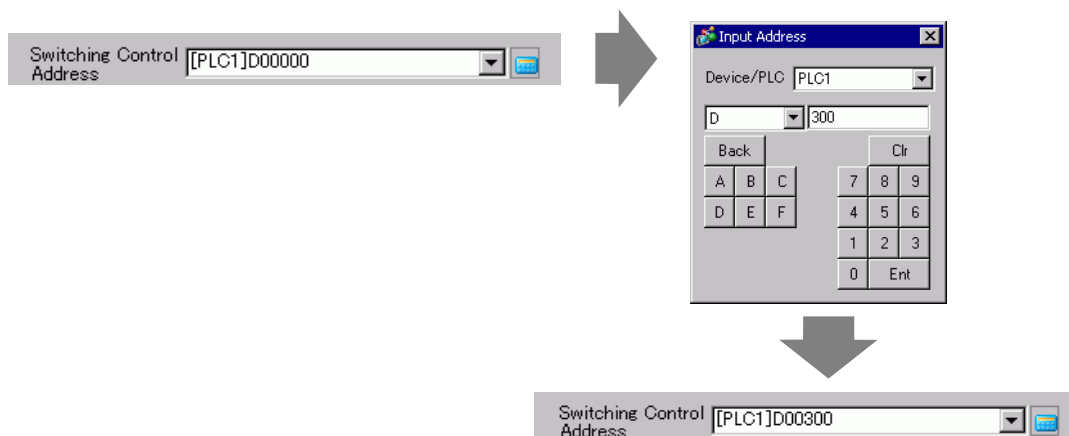 Switching Control
Address
[PLC1]D00000
Input Address
Device/PLC PLC1
D 300
Back Clr
A B C 7 8 9
D E F 4 5 6
1 2 3
0 Ent
Switching Control
Address
[PLC1]D00300